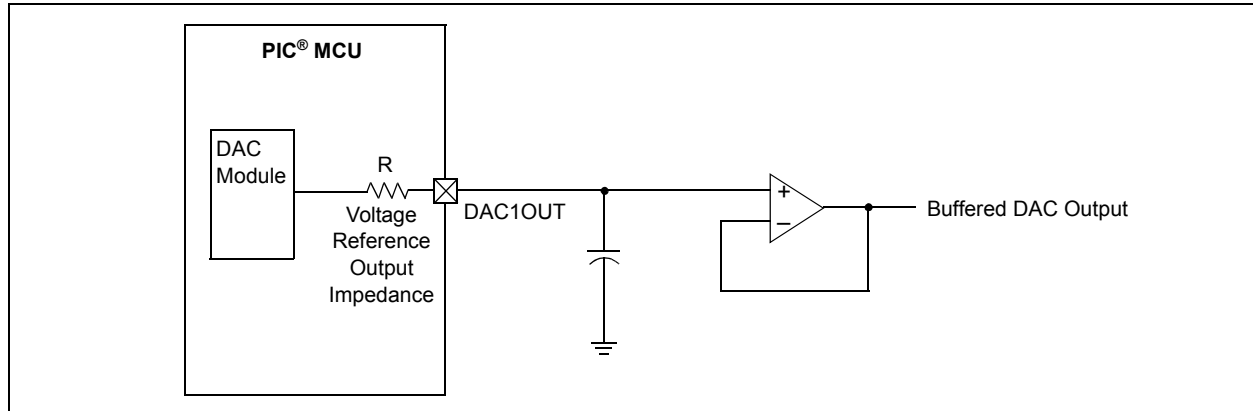 PIC® MCU
DAC
Module
R
Voltage
Reference
Output
Impedance
DAC1OUT
+
–
Buffered DAC Output